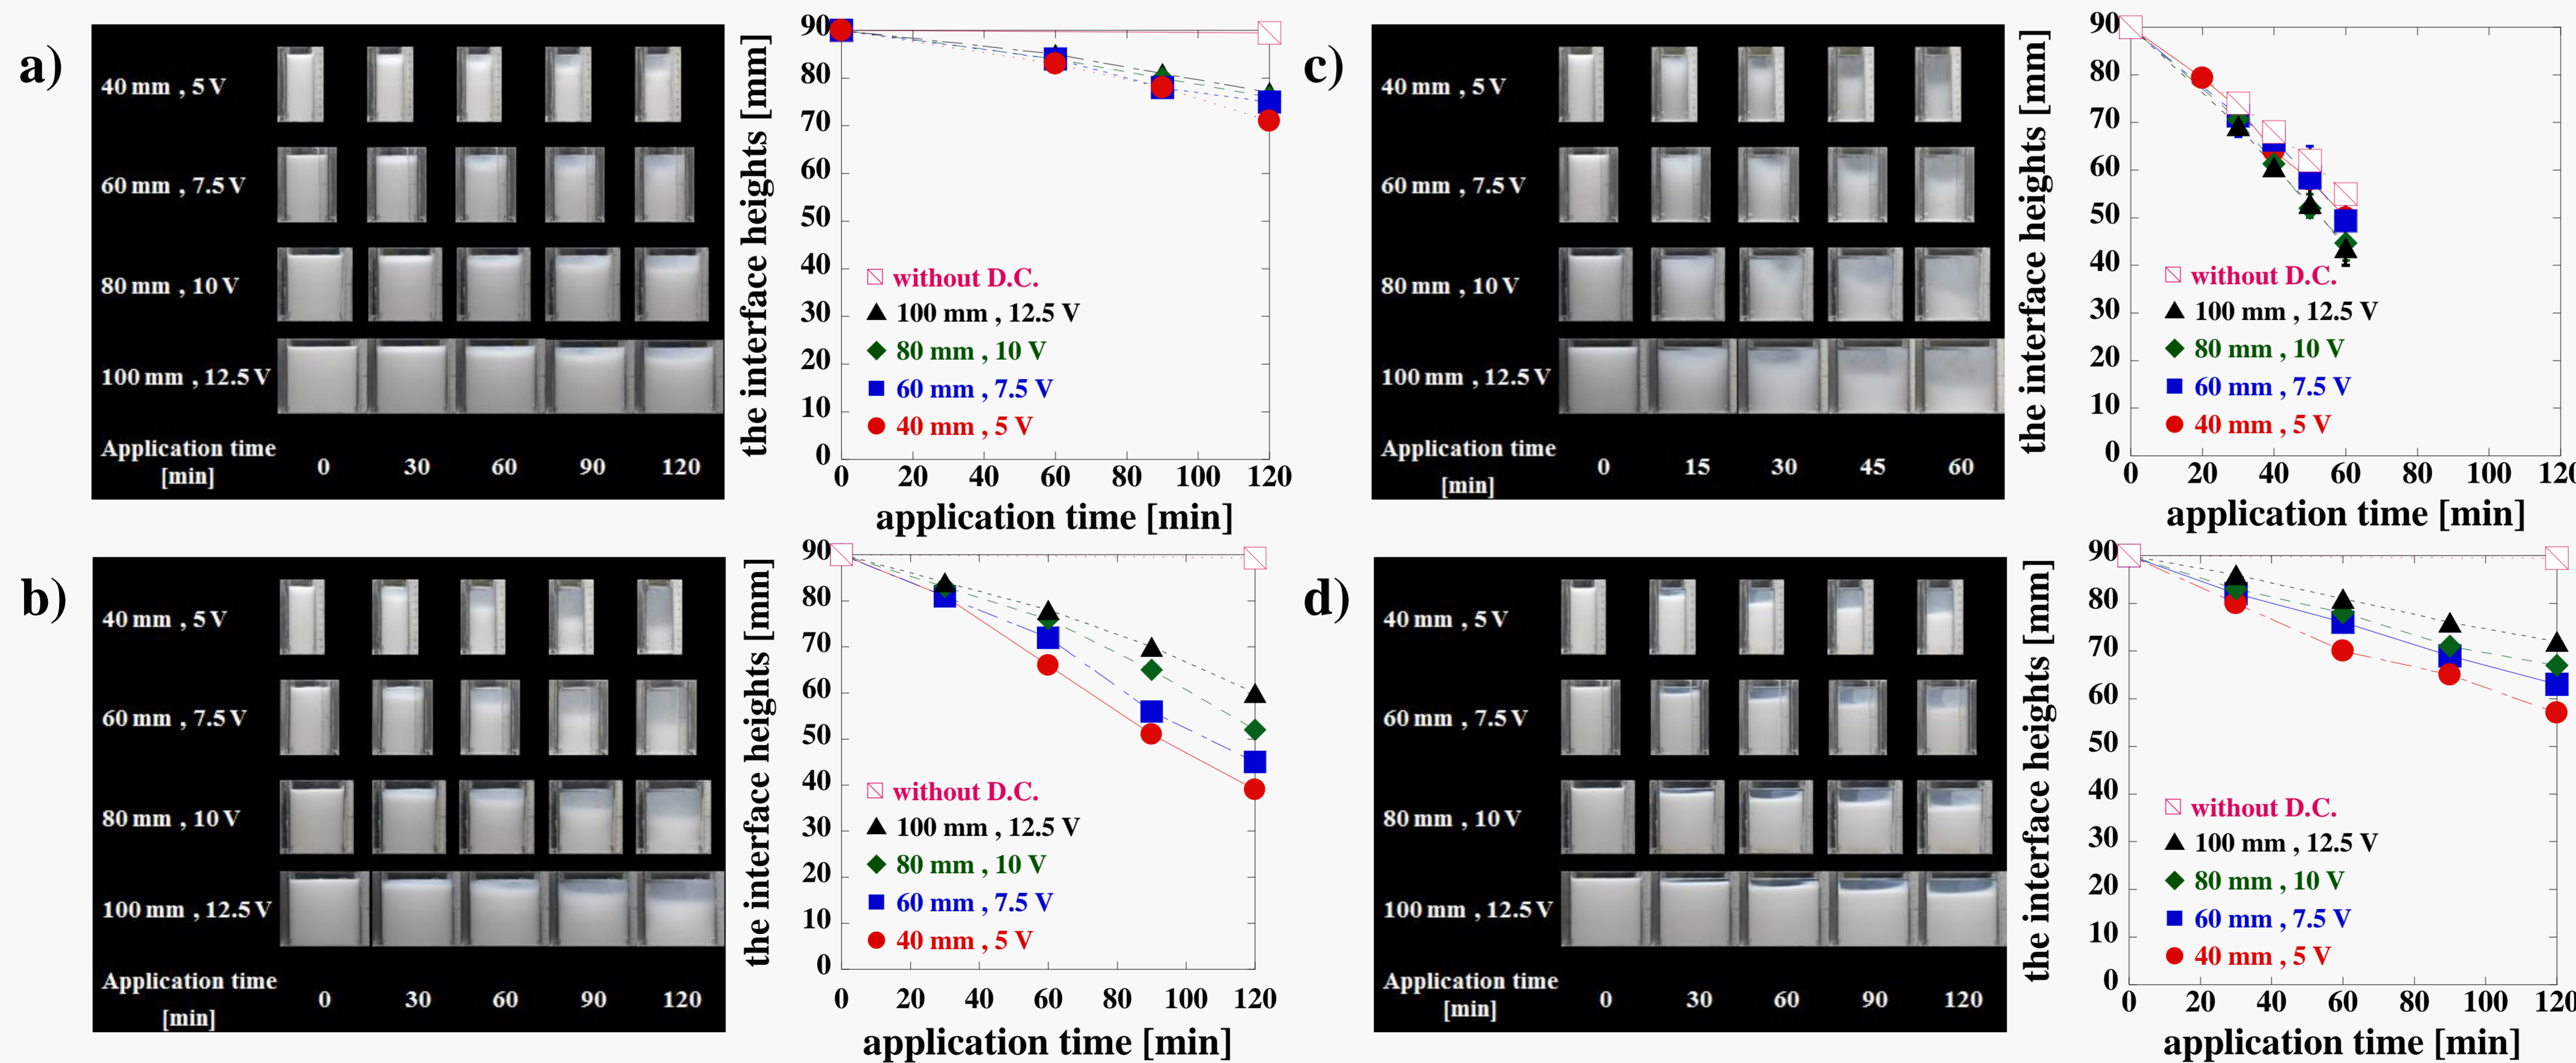 a)
40 mm , 5 V
60 mm , 7.5 V
80 mm , 10 V
100 mm , 12.5 V
Application time
[min]
0 30 60 90 120
the interface heights [mm]
90
80
70
60
50
40
30
20
10
0
without D.C.
100 mm , 12.5 V
80 mm , 10 V
60 mm , 7.5 V
40 mm , 5 V
0 20 40 60 80 100 120
application time [min]
c)
40 mm , 5 V
60 mm , 7.5 V
80 mm , 10 V
100 mm , 12.5 V
Application time
[min]
0 15 30 45 60
the interface heights [mm]
90
80
70
60
50
40
30
20
10
0
without D.C.
100 mm , 12.5 V
80 mm , 10 V
60 mm , 7.5 V
40 mm , 5 V
0 20 40 60 80 100 120
application time [min]
b)
40 mm , 5 V
60 mm , 7.5 V
80 mm , 10 V
100 mm , 12.5 V
Application time
[min]
0 30 60 90 120
the interface heights [mm]
90
80
70
60
50
40
30
20
10
0
without D.C.
100 mm , 12.5 V
80 mm , 10 V
60 mm , 7.5 V
40 mm , 5 V
0 20 40 60 80 100 120
application time [min]
d)
40 mm , 5 V
60 mm , 7.5 V
80 mm , 10 V
100 mm , 12.5 V
Application time
[min]
0 30 60 90 120
the interface heights [mm]
90
80
70
60
50
40
30
20
10
0
without D.C.
100 mm , 12.5 V
80 mm , 10 V
60 mm , 7.5 V
40 mm , 5 V
0 20 40 60 80 100 120
application time [min]